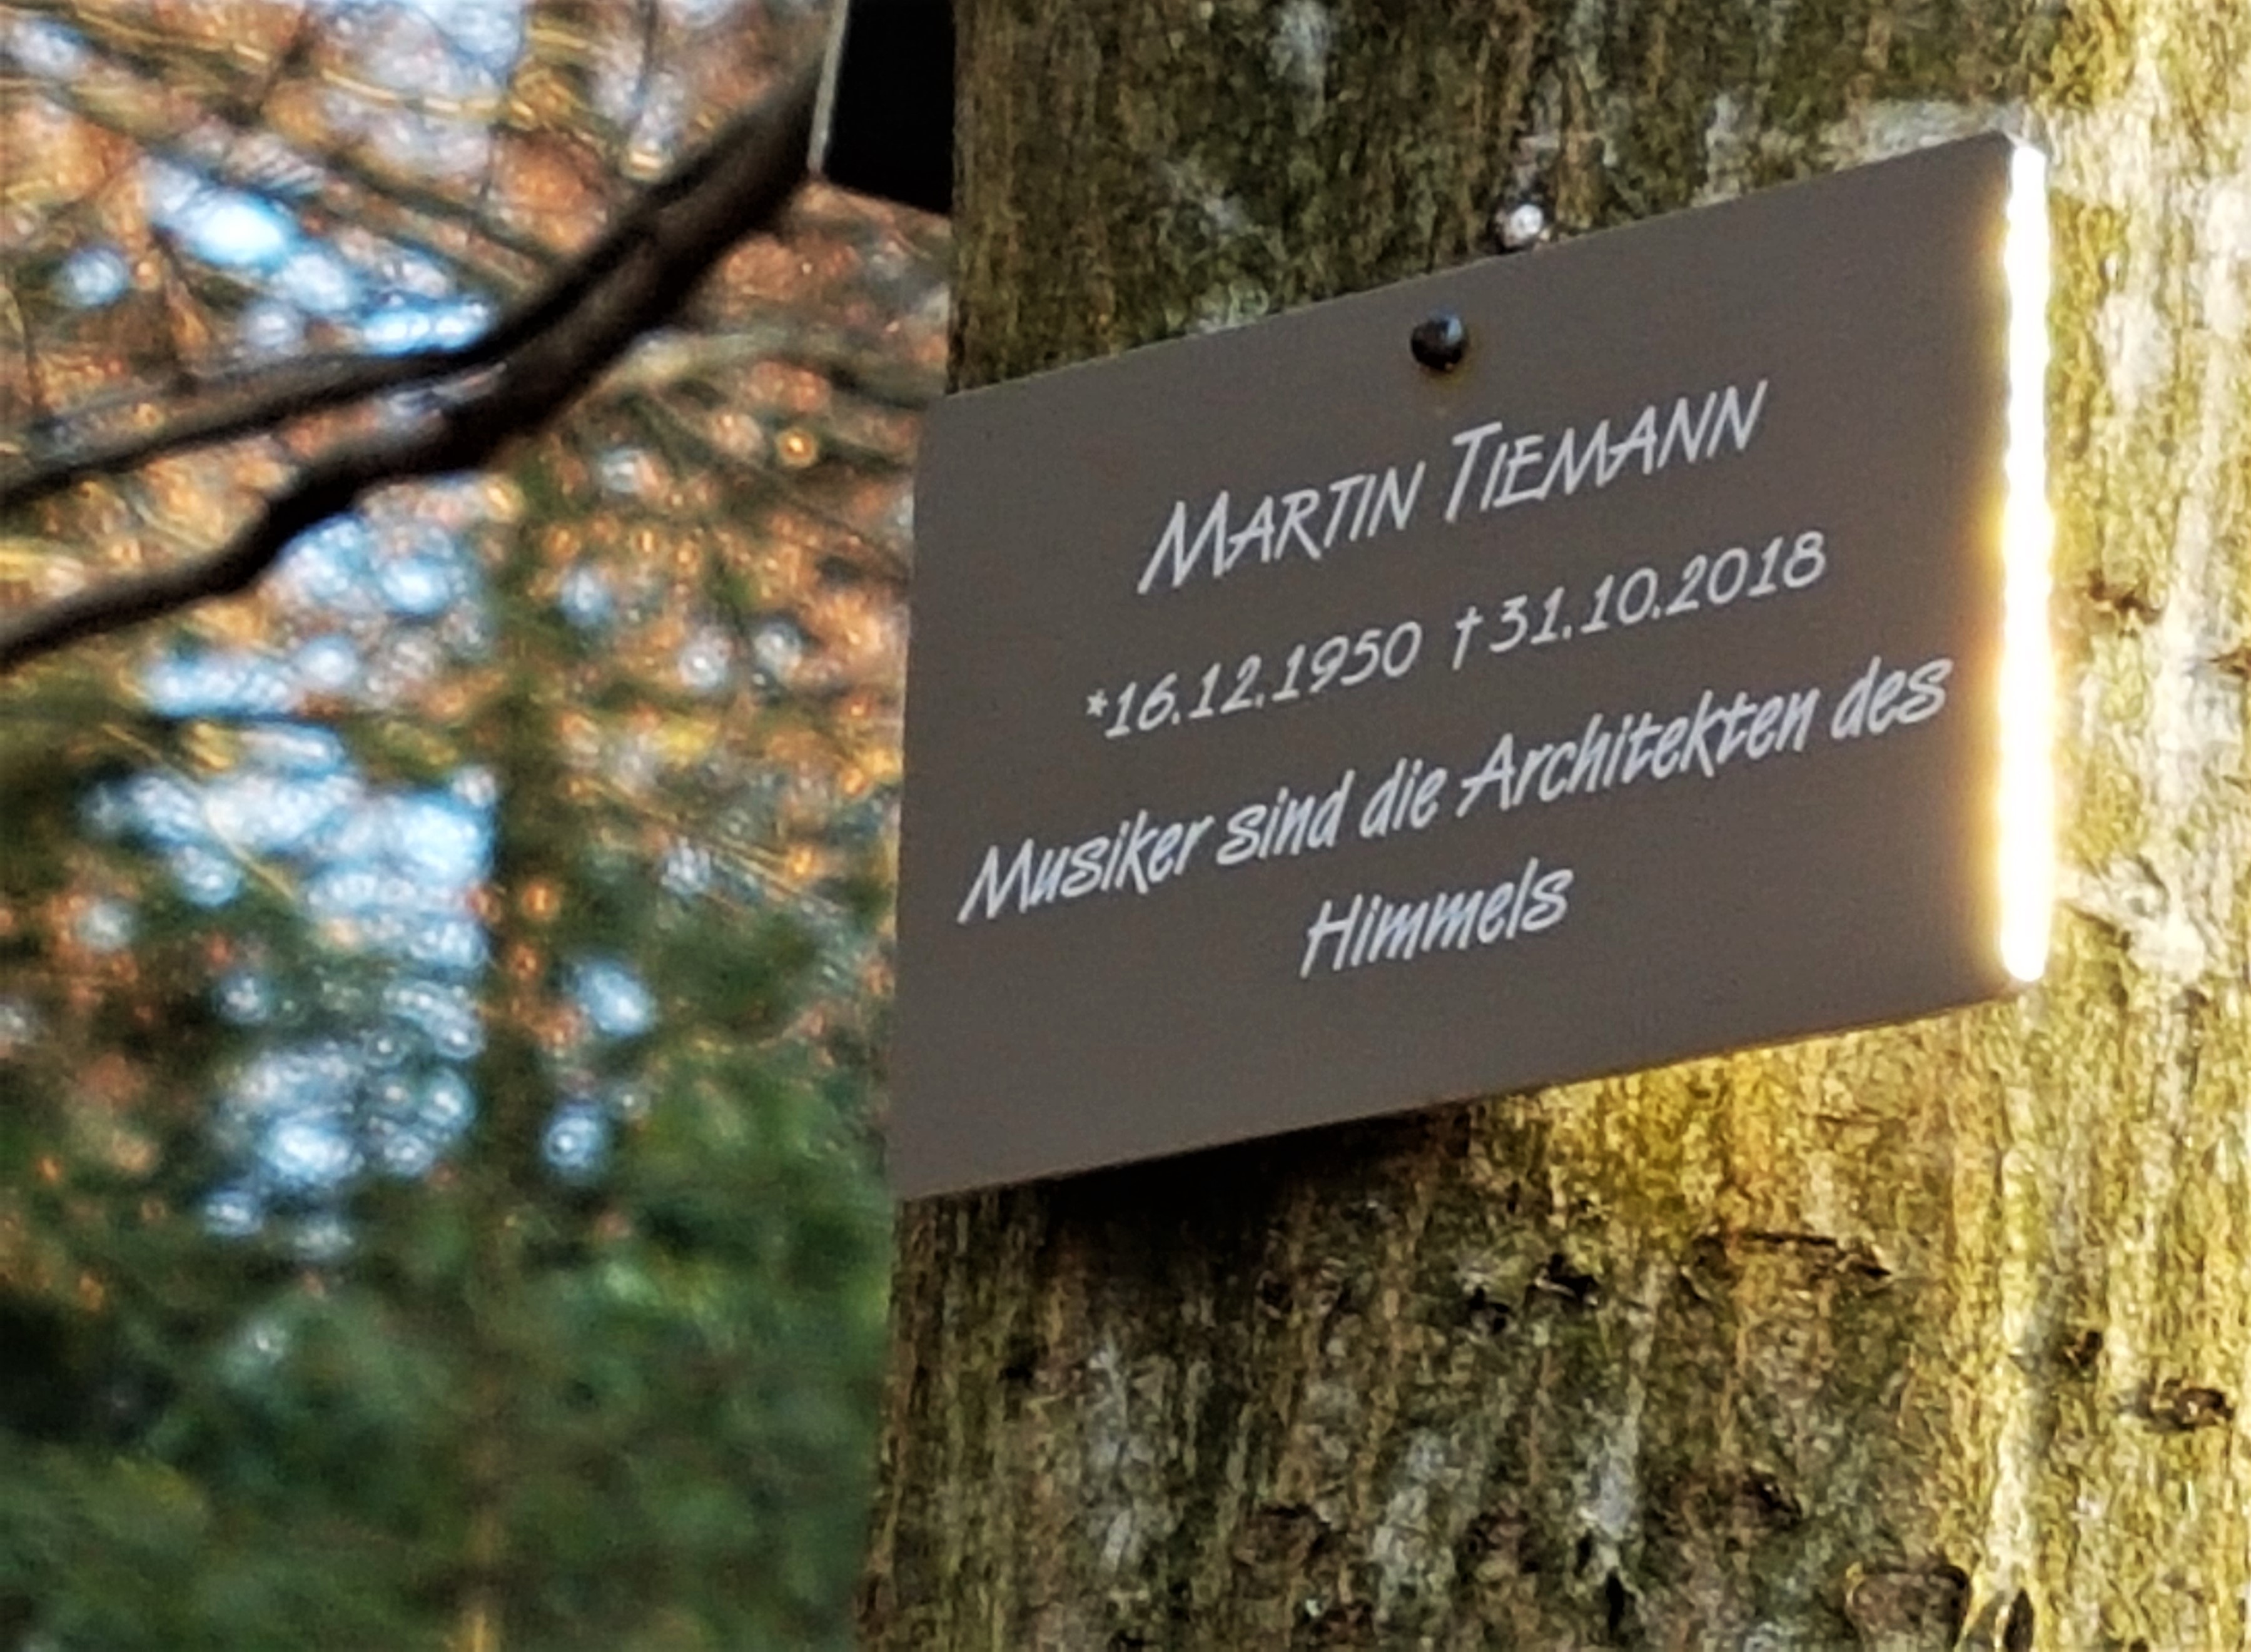 MARTIN TIEMANN
*16.12.1950 †31.10.2018
Musiker sind die Architekten des
Himmels